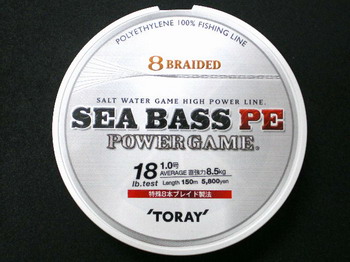 POLYETHYLENE 100% FISHING LINE
8 BRAIDED
SALT WATER GAME HIGH POWER LINE.
SEA BASS PE
POWER GAME®
18 lb.test 1.0号
AVERAGE 直強力 8.5kg
Length 150m 5,800yen
特殊8本ブレイド製法
'TORAY'